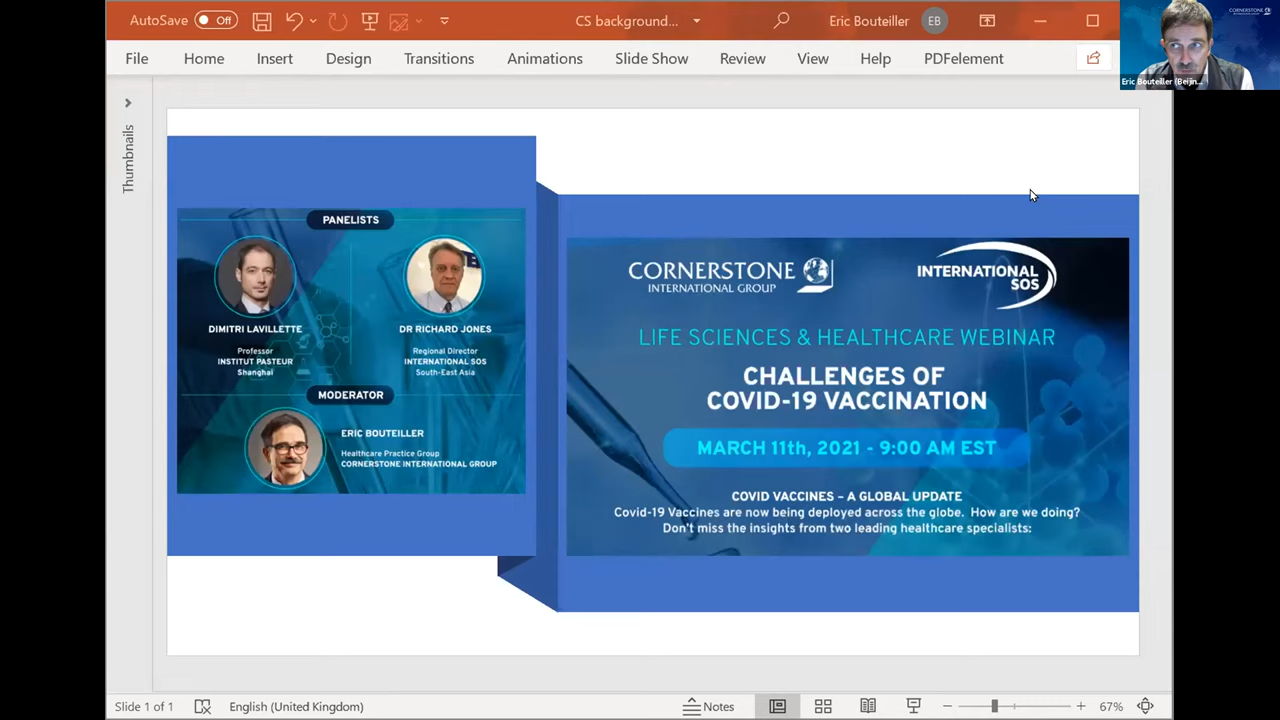 AutoSave
Off
CS background...
Eric Bouteiller
EB
CORNERSTONE
File
Home
Insert
Design
Transitions
Animations
Slide Show
Review
View
Help
PDFelement
Eric Bouteiller (Beijin...
Thumbnails
PANELISTS
DIMITRI LAVILLETTE
Professor
INSTITUT PASTEUR
Shanghai
DR RICHARD JONES
Regional Director
INTERNATIONAL SOS
South-East Asia
MODERATOR
ERIC BOUTEILLER
Healthcare Practice Group
CORNERSTONE INTERNATIONAL GROUP
CORNERSTONE
INTERNATIONAL GROUP
INTERNATIONAL
SOS
LIFE SCIENCES & HEALTHCARE WEBINAR
CHALLENGES OF
COVID-19 VACCINATION
MARCH 11th, 2021 - 9:00 AM EST
COVID VACCINES – A GLOBAL UPDATE
Covid-19 Vaccines are now being deployed across the globe. How are we doing?
Don't miss the insights from two leading healthcare specialists:
Slide 1 of 1
English (United Kingdom)
Notes
67%